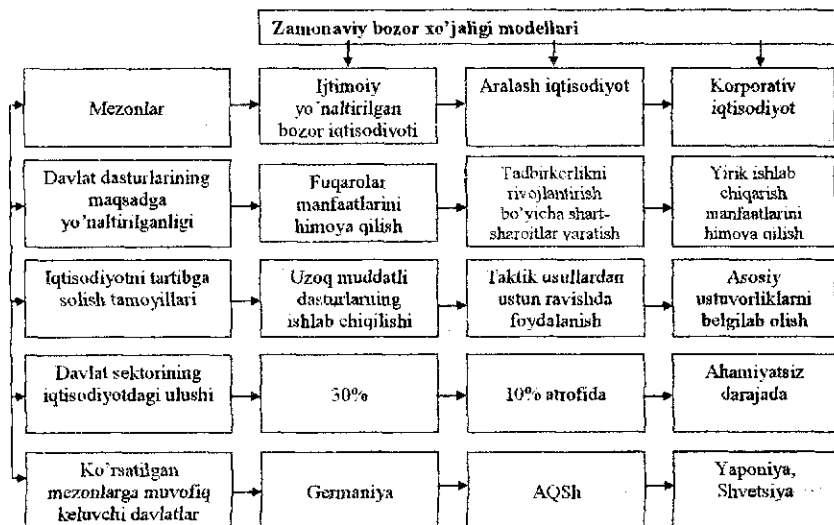 Zamonaviy bozor xo'jaligi modellari
Mezonlar
Ijtimoiy
yo'naltirilgan
bozor iqtisodiyoti
Aralash iqtisodiyot
Korporativ
iqtisodiyot
Davlat dasturlarining
maqsadga
yo'naltirilganligi
Fuqarolar
manfaatlarini
himoya qilish
Tadbirkorlikni
rivojlantirish
bo'yicha shart-
sharoitlar yaratish
Yirik ishlab
chiqarish
manfaatlarini
himoya qilish
Iqtisodiyotni tartibga
solish tamoyillari
Uzoq muddatli
dasturlarning
ishlab chiqilishi
Taktik usullardan
ustun ravishda
foydalanish
Asosiy
ustuvorliklarni
belgilab olish
Davlat sektorining
iqtisodiyotdagi ulushi
30%
10% atrofida
Ahamiyatsiz
darajada
Ko'rsatilgan
mezonlarga muvofiq
keluvchi davlatlar
Germaniya
AQSh
Yaponiya,
Shvetsiya